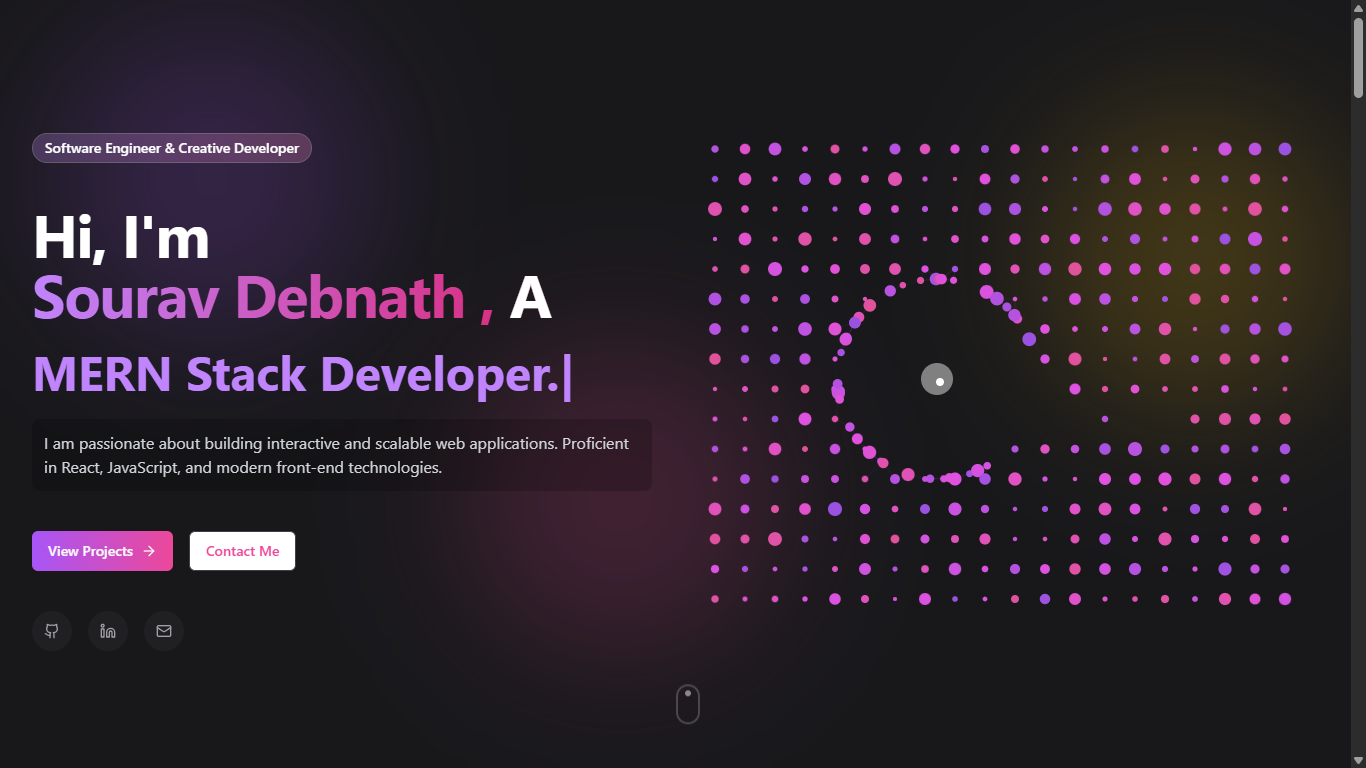 Software Engineer & Creative Developer
Hi, I'm
Sourav Debnath , A
MERN Stack Developer.|
I am passionate about building interactive and scalable web applications. Proficient
in React, JavaScript, and modern front-end technologies.
View Projects
Contact Me